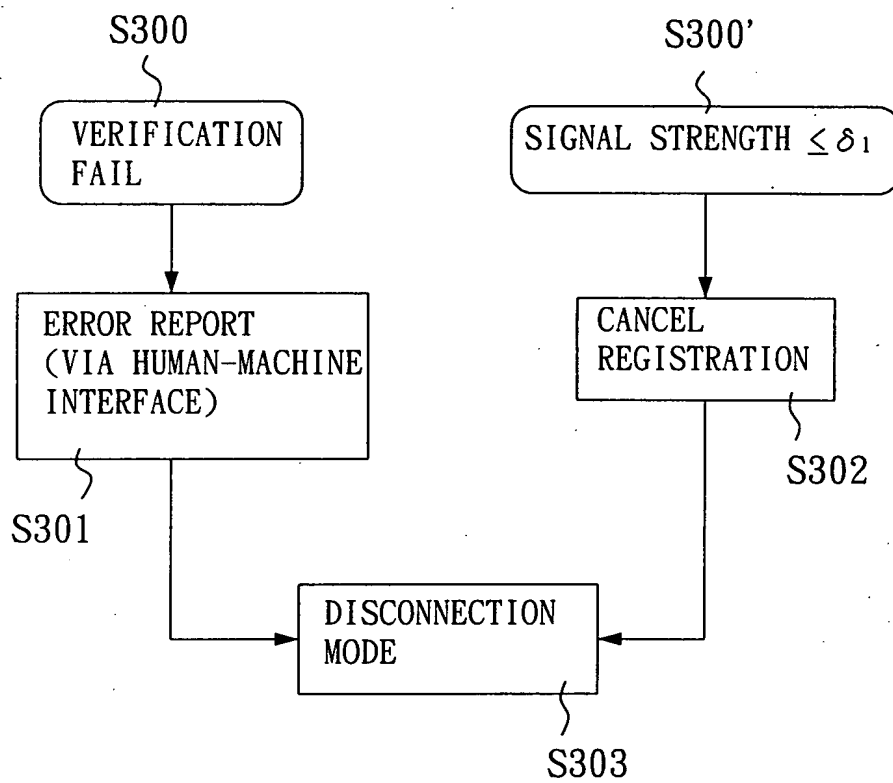 S300
VERIFICATION
FAIL
S300'
SIGNAL STRENGTH ≤ δ1
ERROR REPORT
(VIA HUMAN-MACHINE
INTERFACE)
S301
CANCEL
REGISTRATION
S302
DISCONNECTION
MODE
S303